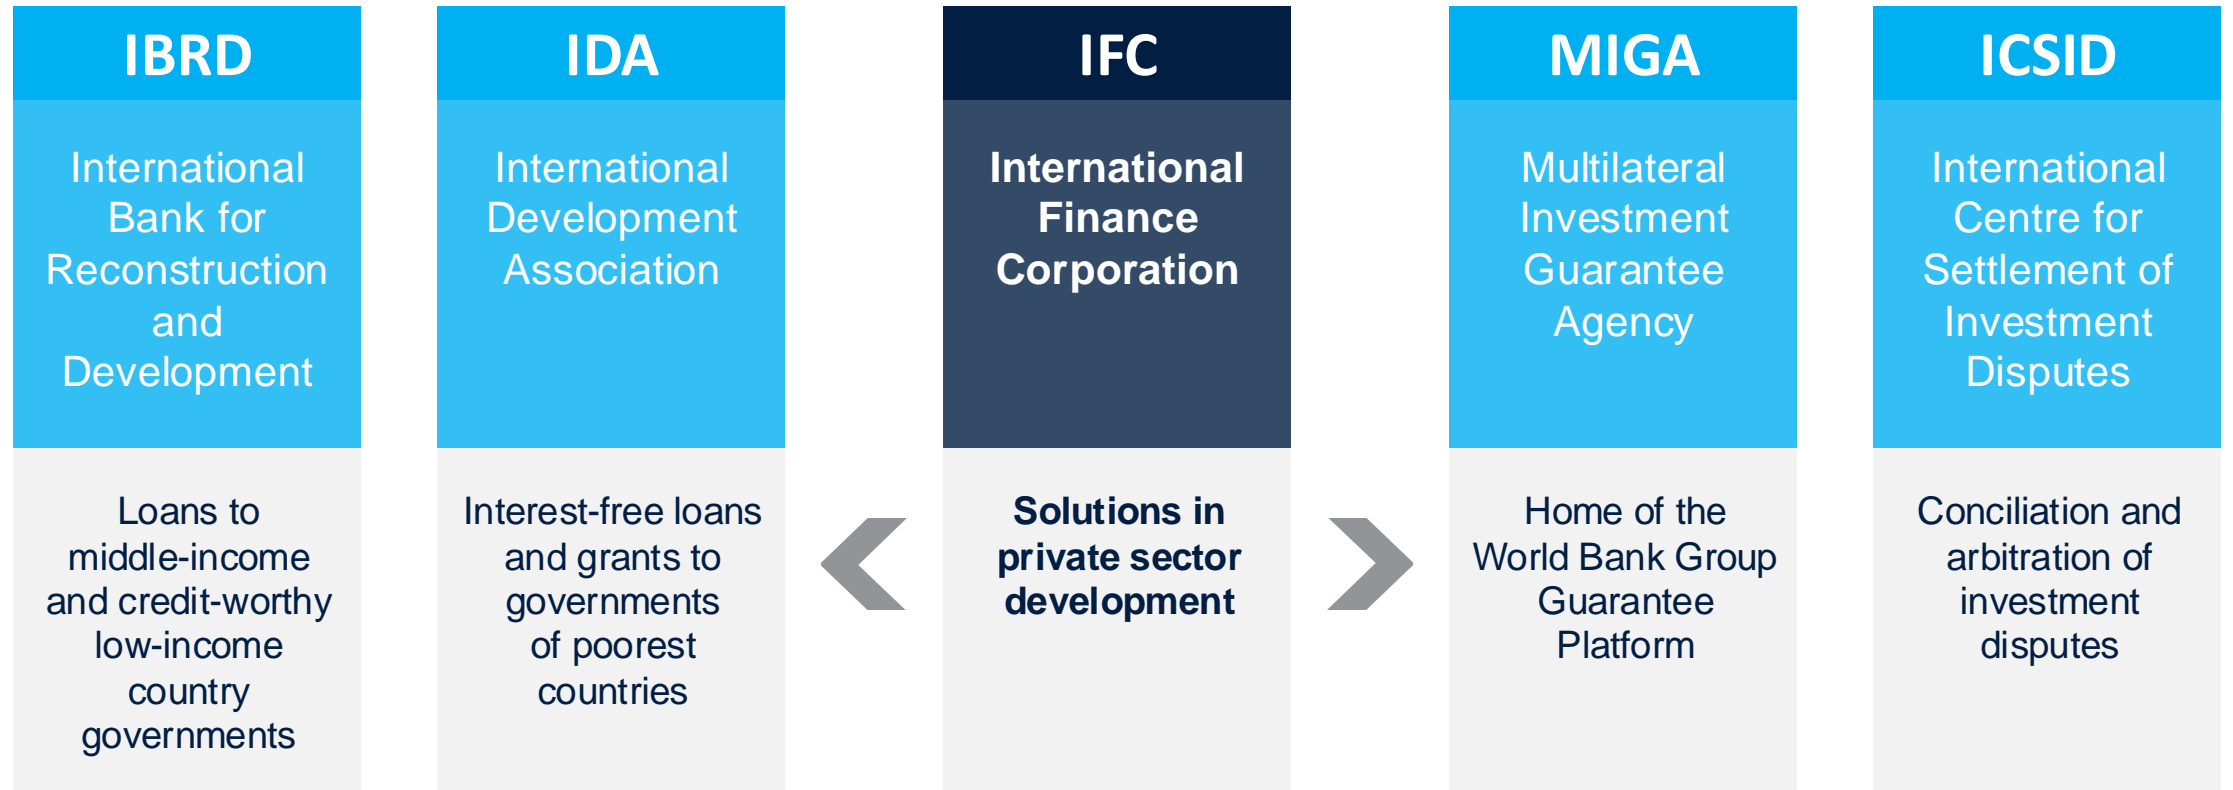 IBRD
International
Bank for
Reconstruction
and
Development
Loans to
middle-income
and credit-worthy
low-income
country
governments
IDA
International
Development
Association
Interest-free loans
and grants to
governments
of poorest
countries
IFC
International
Finance
Corporation
Solutions in
private sector
development
MIGA
Multilateral
Investment
Guarantee
Agency
Home of the
World Bank Group
Guarantee
Platform
ICSID
International
Centre for
Settlement of
Investment
Disputes
Conciliation and
arbitration of
investment
disputes